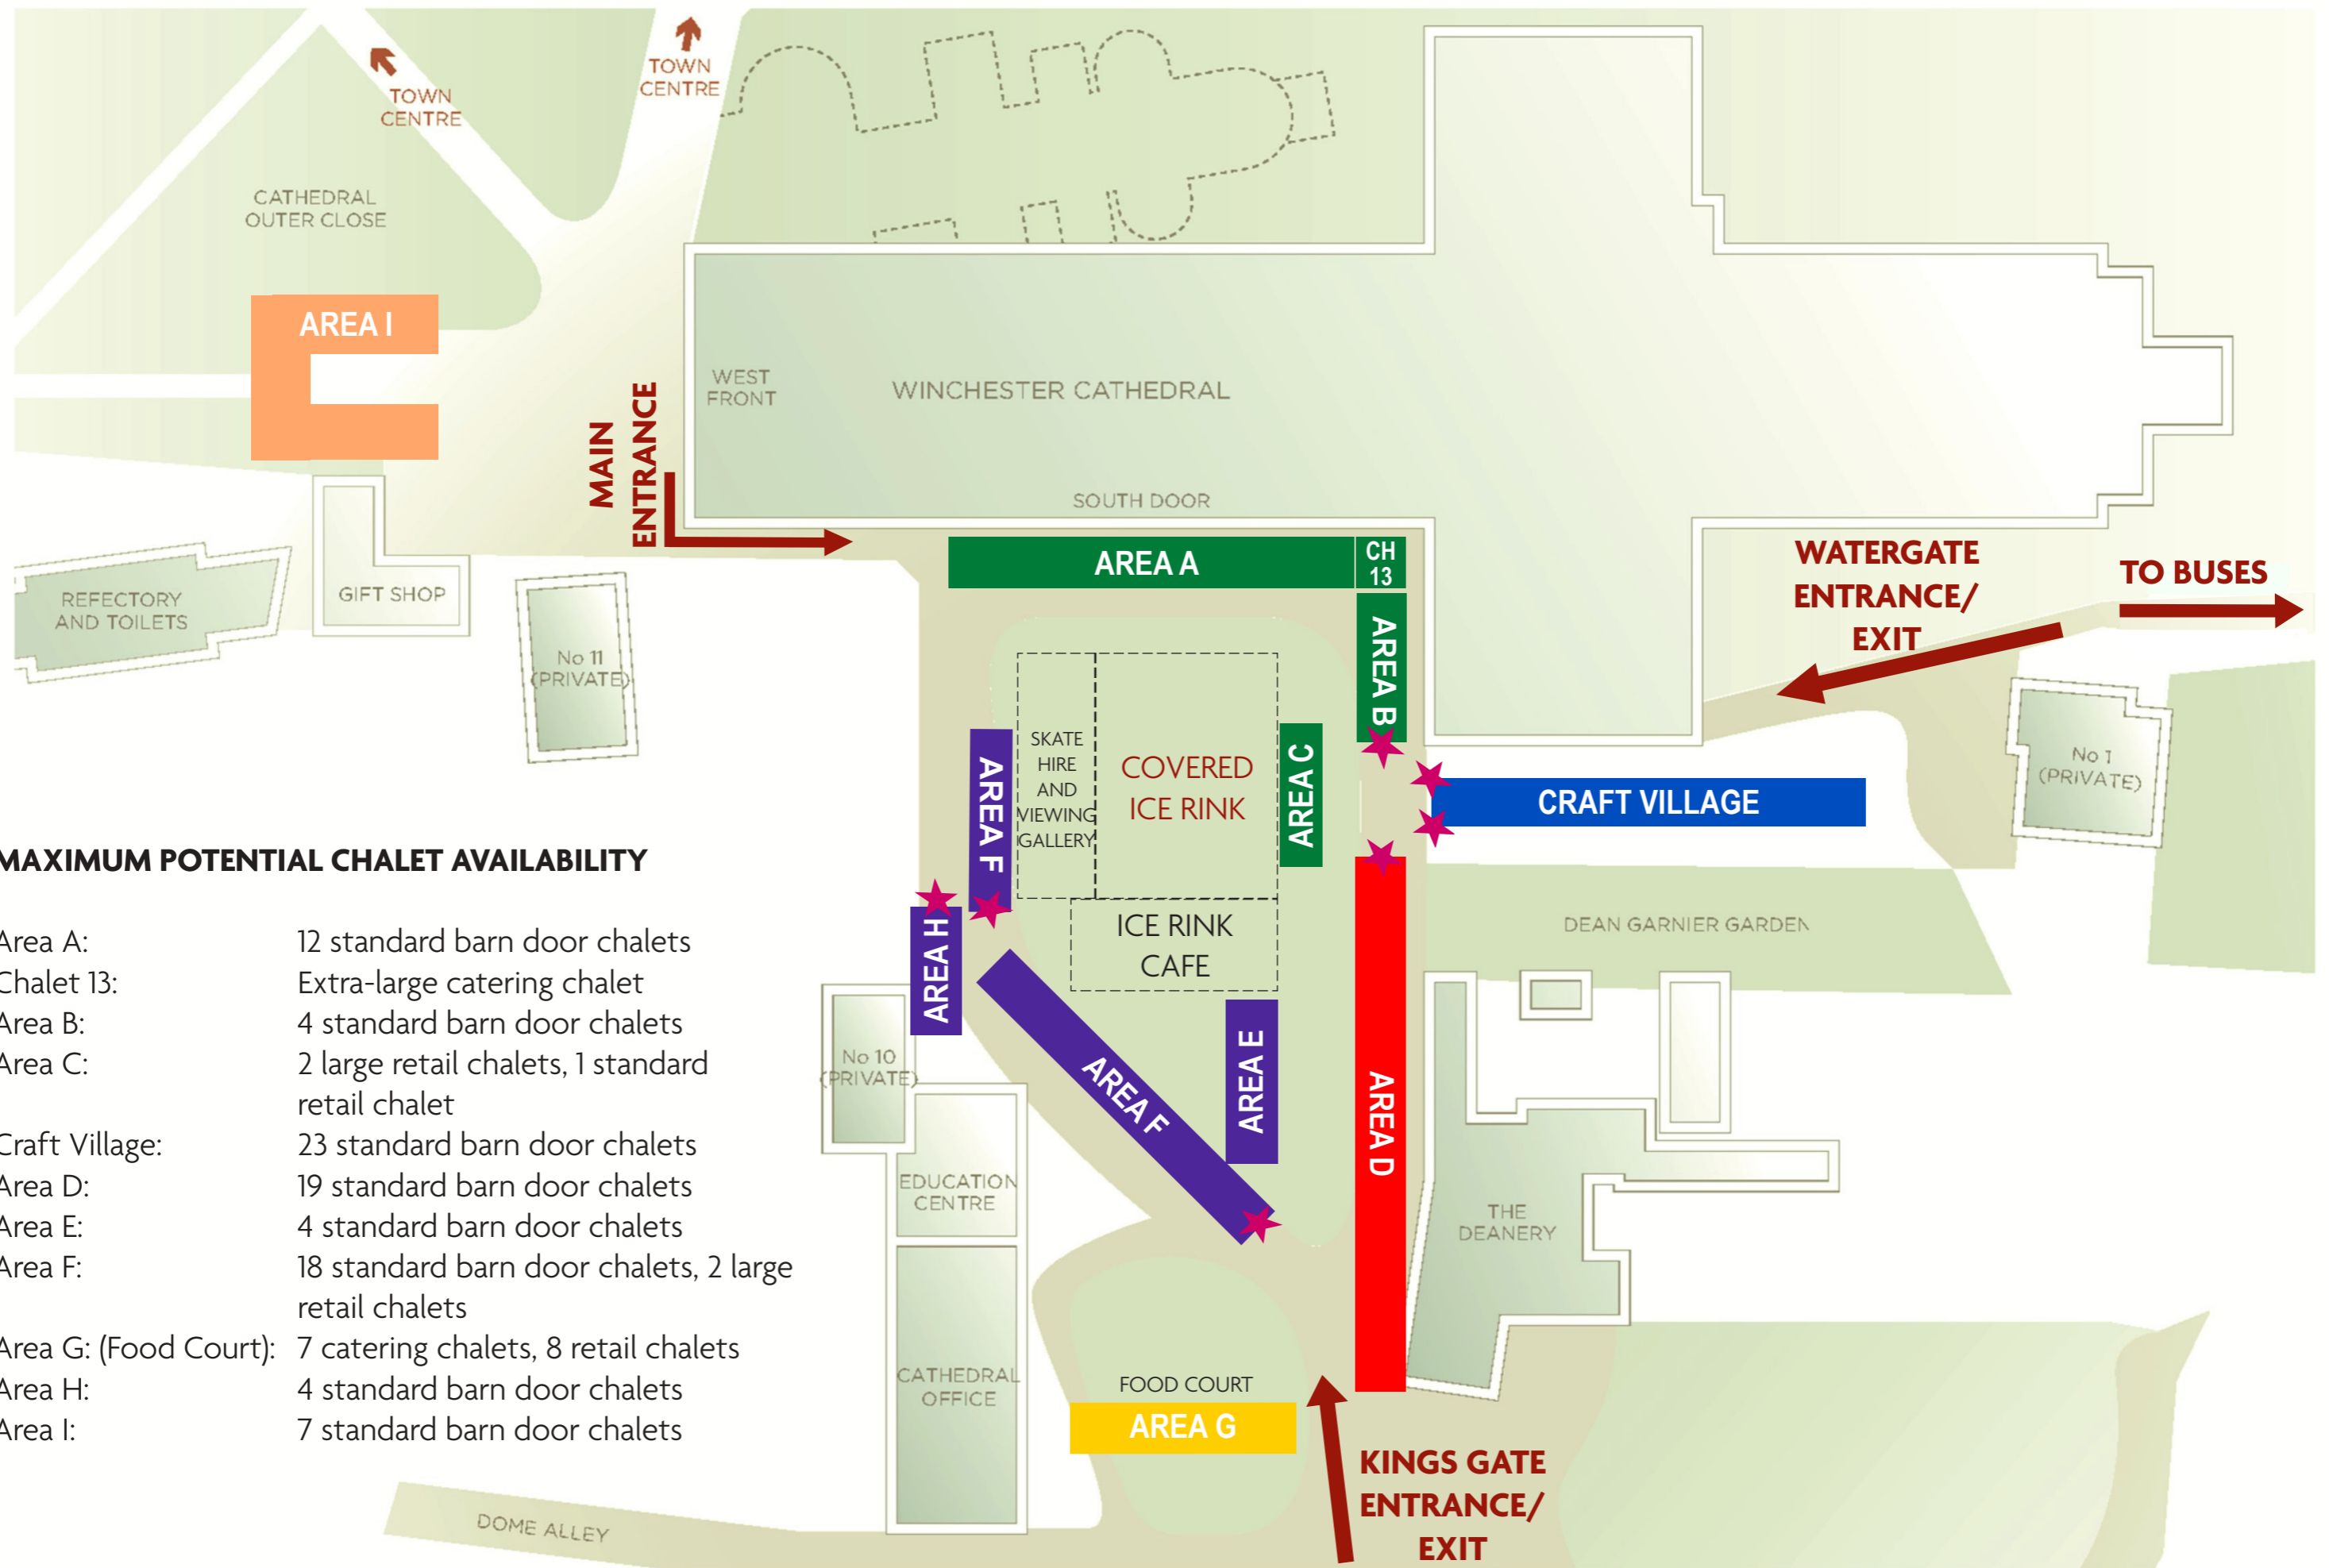 TOWN
CENTRE
TOWN
CENTRE
CATHEDRAL
OUTER CLOSE
AREA I
MAIN
ENTRANCE
WEST
FRONT
WINCHESTER CATHEDRAL
SOUTH DOOR
AREA A
CH
13
WATERGATE
ENTRANCE/
EXIT
TO BUSES
REFECTORY
AND TOILETS
GIFT SHOP
No 11
(PRIVATE)
AREA B
SKATE
HIRE
AND
VIEWING
GALLERY
COVERED
ICE RINK
AREA C
AREA F
CRAFT VILLAGE
No 1
(PRIVATE)
ICE RINK
CAFE
AREA H
DEAN GARNIER GARDEN
No 10
(PRIVATE)
AREA F
AREA E
AREA D
EDUCATION
CENTRE
THE
DEANERY
CATHEDRAL
OFFICE
FOOD COURT
AREA G
KINGS GATE
ENTRANCE/
EXIT
DOME ALLEY
MAXIMUM POTENTIAL CHALET AVAILABILITY
Area A: 12 standard barn door chalets
Chalet 13: Extra-large catering chalet
Area B: 4 standard barn door chalets
Area C: 2 large retail chalets, 1 standard
retail chalet
Craft Village: 23 standard barn door chalets
Area D: 19 standard barn door chalets
Area E: 4 standard barn door chalets
Area F: 18 standard barn door chalets, 2 large
retail chalets
Area G: (Food Court): 7 catering chalets, 8 retail chalets
Area H: 4 standard barn door chalets
Area I: 7 standard barn door chalets